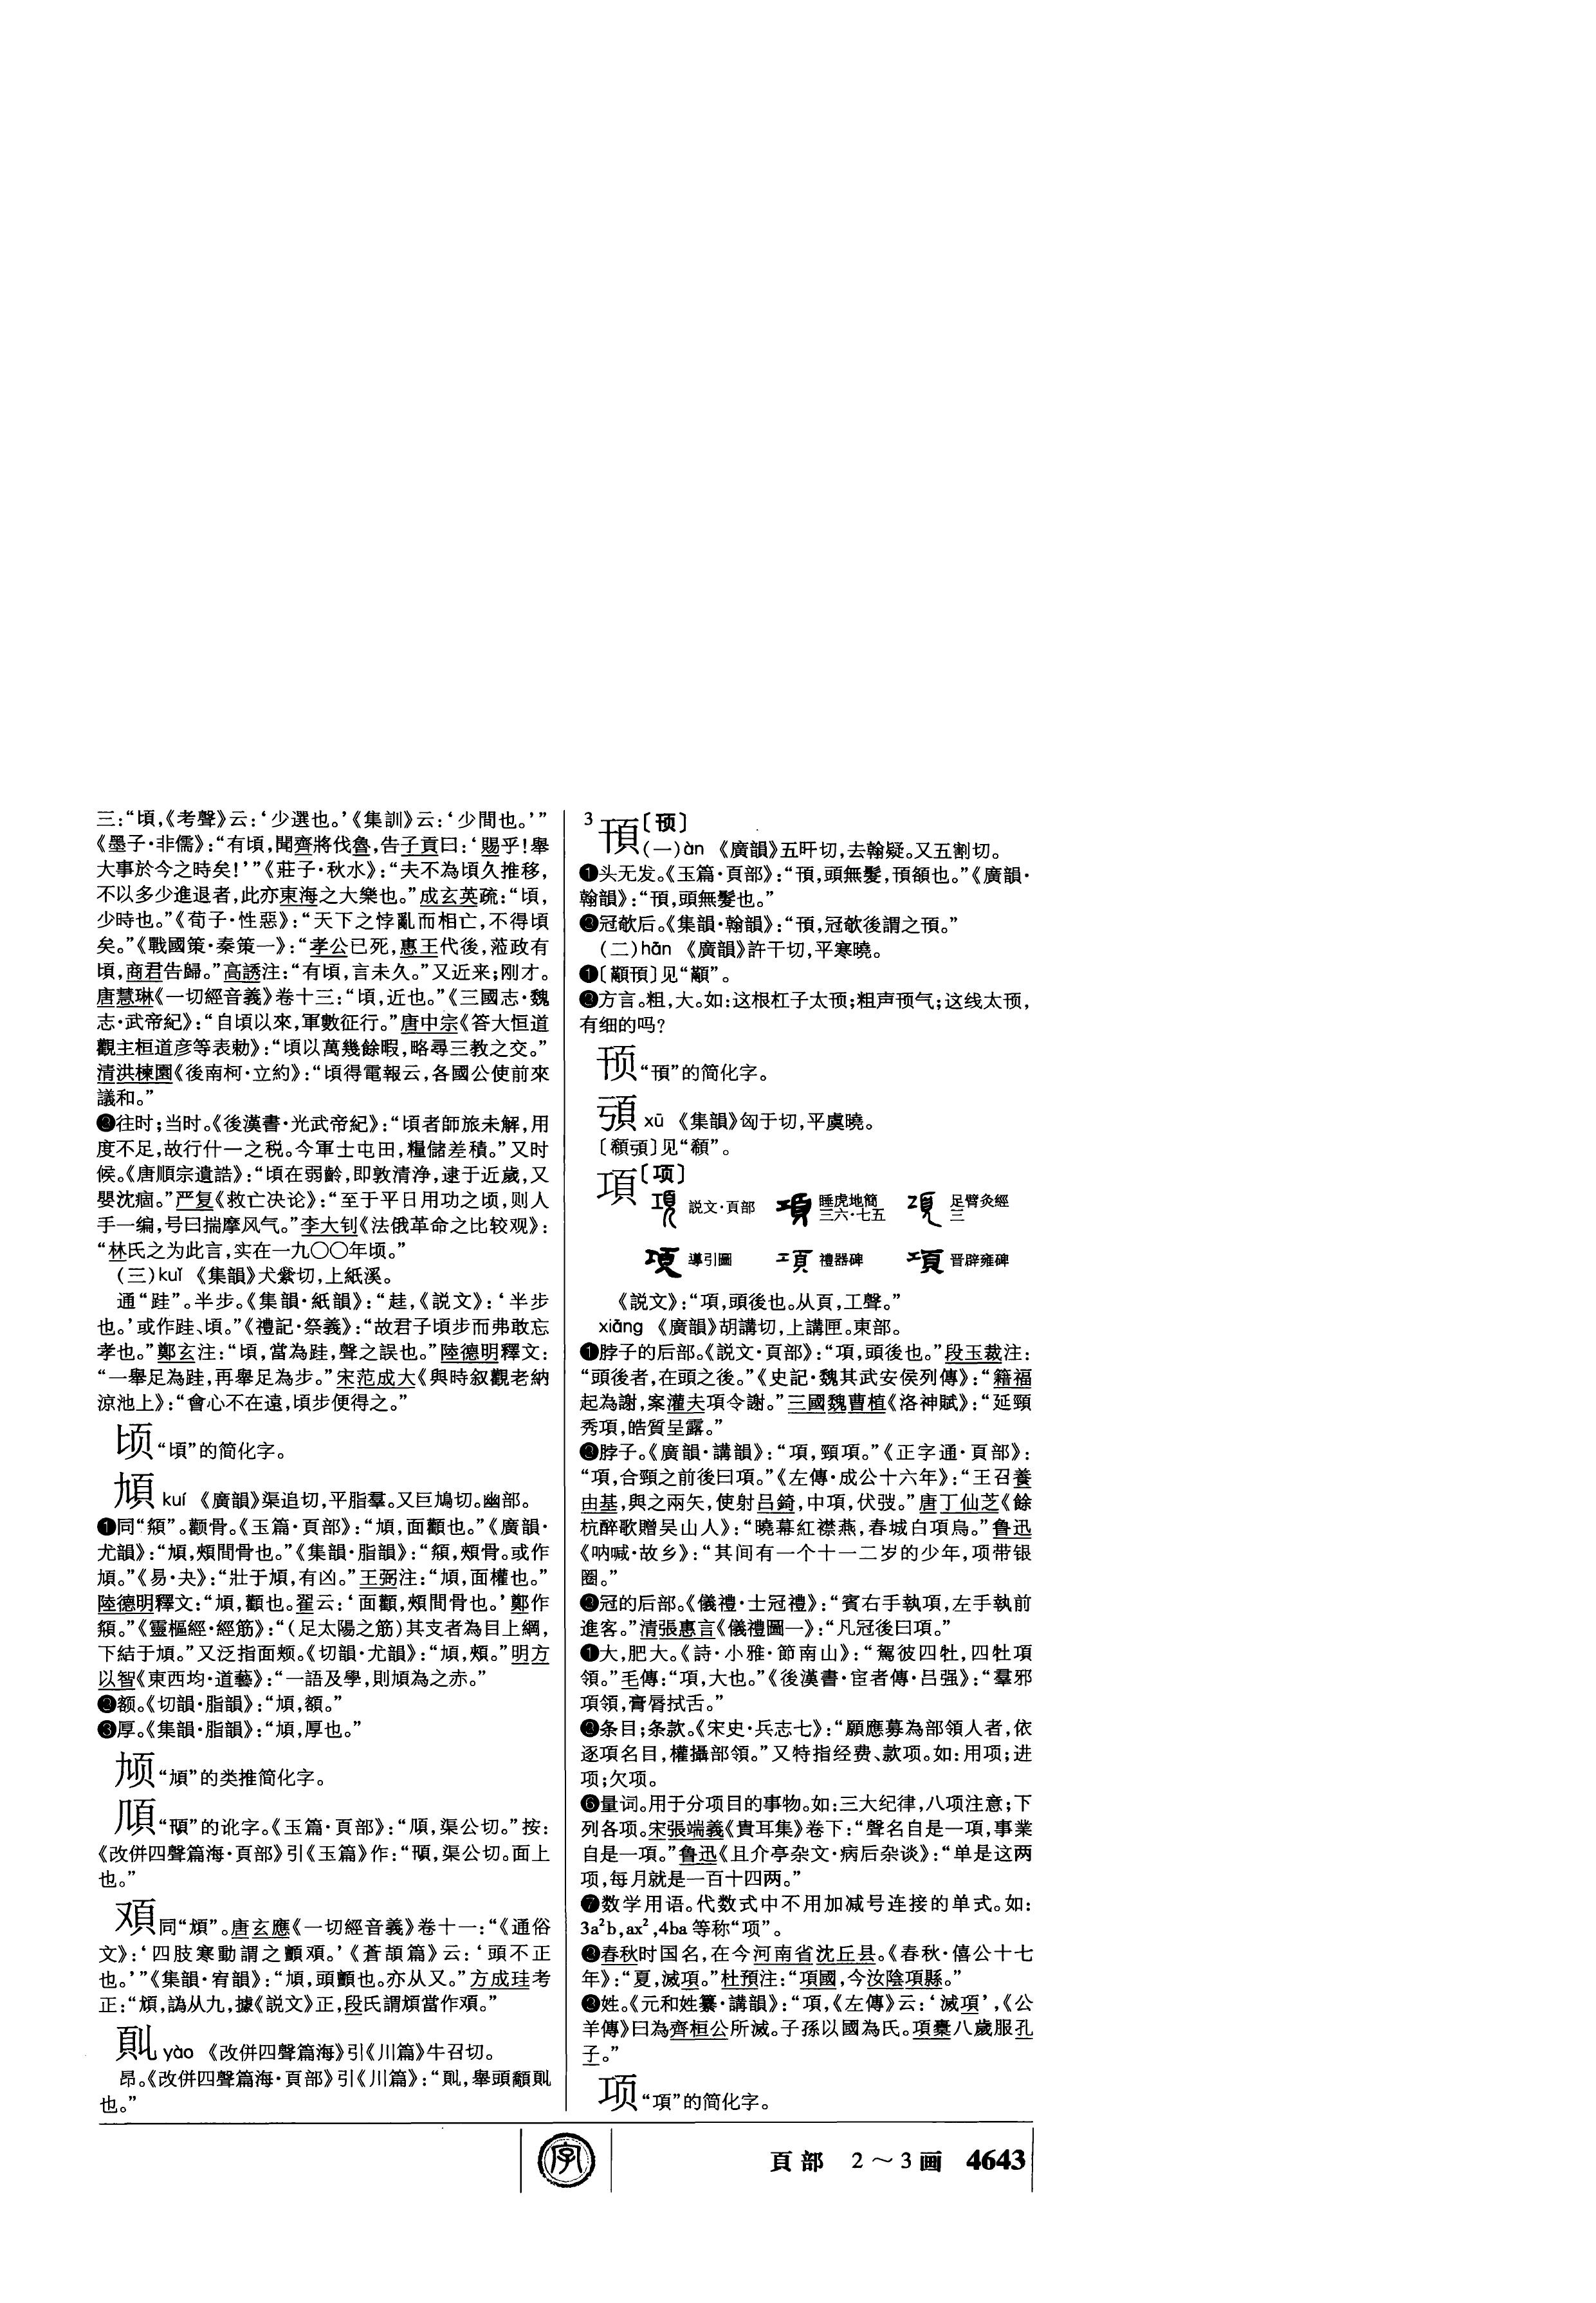 三：“頃，《考聲》云：‘少選也。’《集訓》云：‘少間也。’”
《墨子·非儒》：“有頃，聞齊將伐魯，告子貢曰：‘賜乎！舉
大事於今之時矣！’”《莊子·秋水》：“夫不為頃久推移，
不以多少進退者，此亦東海之大樂也。”成玄英疏：“頃，
少時也。”《荀子·性惡》：“天下之悖亂而相亡，不得頃
矣。”《戰國策·秦策一》：“孝公已死，惠王代後，蒞政有
頃，商君告歸。”高誘注：“有頃，言未久。”又近来；刚才。
唐慧琳《一切經音義》卷十三：“頃，近也。”《三國志·魏
志·武帝紀》：“自頃以來，軍數征行。”唐中宗《答大恒道
觀主桓道彦等表勅》：“頃以萬幾餘暇，略尋三教之交。”
清洪楝園《後南柯·立約》：“頃得電報云，各國公使前來
議和。”
❷往时；当时。《後漢書·光武帝紀》：“頃者師旅未解，用
度不足，故行什一之税。今軍士屯田，糧儲差積。”又时
候。《唐順宗遺誥》：“頃在弱齡，即敦清净，逮于近歲，又
嬰沈痼。”严复《救亡决论》：“至于平日用功之顷，则人
手一编，号曰揣摩风气。”李大钊《法俄革命之比较观》：
“林氏之为此言，实在一九〇〇年顷。”
（三）kuǐ 《集韻》犬紫切，上紙溪。
通“跬”。半步。《集韻·紙韻》：“䞨，《説文》：‘半步
也。’或作跬、頃。”《禮記·祭義》：“故君子頃步而弗敢忘
孝也。”鄭玄注：“頃，當為跬，聲之誤也。”陸德明釋文：
“一舉足為跬，再舉足為步。”宋范成大《與時叙觀老納
涼池上》：“會心不在遠，頃步便得之。”
顷“頃”的简化字。
頄 kuí 《廣韻》渠追切，平脂羣。又巨鳩切。幽部。
❶同“頯”。颧骨。《玉篇·頁部》：“頄，面顴也。”《廣韻·
尤韻》：“頄，頰間骨也。”《集韻·脂韻》：“頯，頰骨。或作
頄。”《易·夬》：“壯于頄，有凶。”王弼注：“頄，面權也。”
陸德明釋文：“頄，顴也。翟云：‘面顴，頰間骨也。’鄭作
頯。”《靈樞經·經筋》：“（足太陽之筋）其支者為目上綱，
下結于頄。”又泛指面颊。《切韻·尤韻》：“頄，頰。”明方
以智《東西均·道藝》：“一語及學，則頄為之赤。”
❷额。《切韻·脂韻》：“頄，額。”
❸厚。《集韻·脂韻》：“頄，厚也。”
“頄”的类推简化字。
的讹字。《玉篇·頁部》：“，渠公切。”按：
《改併四聲篇海·頁部》引《玉篇》作：“，渠公切。面上
也。”
同“頫”。唐玄應《一切經音義》卷十一：“《通俗
文》：‘四肢寒動謂之顫。’《蒼頡篇》云：‘頭不正
也。’”《集韻·宥韻》：“頄，頭顫也。亦从又。”方成珪考
正：“，譌从九，據《説文》正，段氏謂當作。”
yào 《改併四聲篇海》引《川篇》牛召切。
昂。《改併四聲篇海·頁部》引《川篇》：“，舉頭
也。”
3 頇〔顸〕
（一）àn 《廣韻》五旰切，去翰疑。又五割切。
❶头无发。《玉篇·頁部》：“頇，頭無髮，頇額也。”《廣韻·
翰韻》：“頇，頭無髮也。”
❷冠欹后。《集韻·翰韻》：“頇，冠欹後謂之頇。”
（二）hān 《廣韻》許干切，平寒曉。
❶〔顢頇〕见“顢”。
❷方言。粗，大。如：这根杠子太顸；粗声顸气；这线太顸，
有细的吗？
顸“頇”的简化字。
xū 《集韻》匈于切，平虞曉。
項〔项〕
説文·頁部 睡虎地簡三六·七五 足臂灸經三
導引圖 禮器碑 晋辟雍碑
《説文》：“項，頭後也。从頁，工聲。”
xiàng 《廣韻》胡講切，上講匣。東部。
❶脖子的后部。《説文·頁部》：“項，頭後也。”段玉裁注：
“頭後者，在頭之後。”《史記·魏其武安侯列傳》：“籍福
起為謝，案灌夫項令謝。”三國魏曹植《洛神賦》：“延頸
秀項，皓質呈露。”
❷脖子。《廣韻·講韻》：“項，頸項。”《正字通·頁部》：
“項，合頸之前後曰項。”《左傳·成公十六年》：“王召養
由基，與之兩矢，使射吕錡，中項，伏弢。”唐丁仙芝《餘
杭醉歌贈吴山人》：“曉幕紅襟燕，春城白項烏。”鲁迅
《呐喊·故乡》：“其间有一个十一二岁的少年，项带银
圈。”
❷冠的后部。《儀禮·士冠禮》：“賓右手執項，左手執前
進客。”清張惠言《儀禮圖一》：“凡冠後曰項。”
❶大，肥大。《詩·小雅·節南山》：“駕彼四牡，四牡項
領。”毛傳：“項，大也。”《後漢書·宦者傳·吕强》：“羣邪
項領，膏脣拭舌。”
❷条目；条款。《宋史·兵志七》：“願應募為部領人者，依
逐項名目，權攝部領。”又特指经费、款项。如：用项；进
项；欠项。
❻量词。用于分项目的事物。如：三大纪律，八项注意；下
列各项。宋張端義《貴耳集》卷下：“聲名自是一項，事業
自是一項。”鲁迅《且介亭杂文·病后杂谈》：“单是这两
项，每月就是一百十四两。”
❼数学用语。代数式中不用加减号连接的单式。如：
3a²b，ax²，4ba 等称“项”。
❷春秋时国名，在今河南省沈丘县。《春秋·僖公十七
年》：“夏，滅項。”杜預注：“項國，今汝陰項縣。”
❷姓。《元和姓纂·講韻》：“項，《左傳》云：‘滅項’，《公
羊傳》曰為齊桓公所滅。子孫以國為氏。項橐八歲服孔
子。”
项“項”的简化字。
字
頁部 2～3画 4643